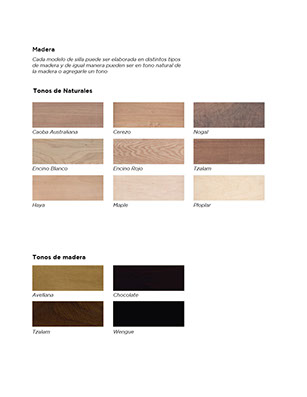 Madera
Cada modelo de silla puede ser elaborada en distintos tipos
de madera y de igual manera pueden ser en tono natural de
la madera o agregarle un tono
Tonos de Naturales
Caoba Australiana
Cerezo
Nogal
Encino Blanco
Encino Rojo
Tzalam
Haya
Maple
Ploplar
Tonos de madera
Avellana
Chocolate
Tzalam
Wengue